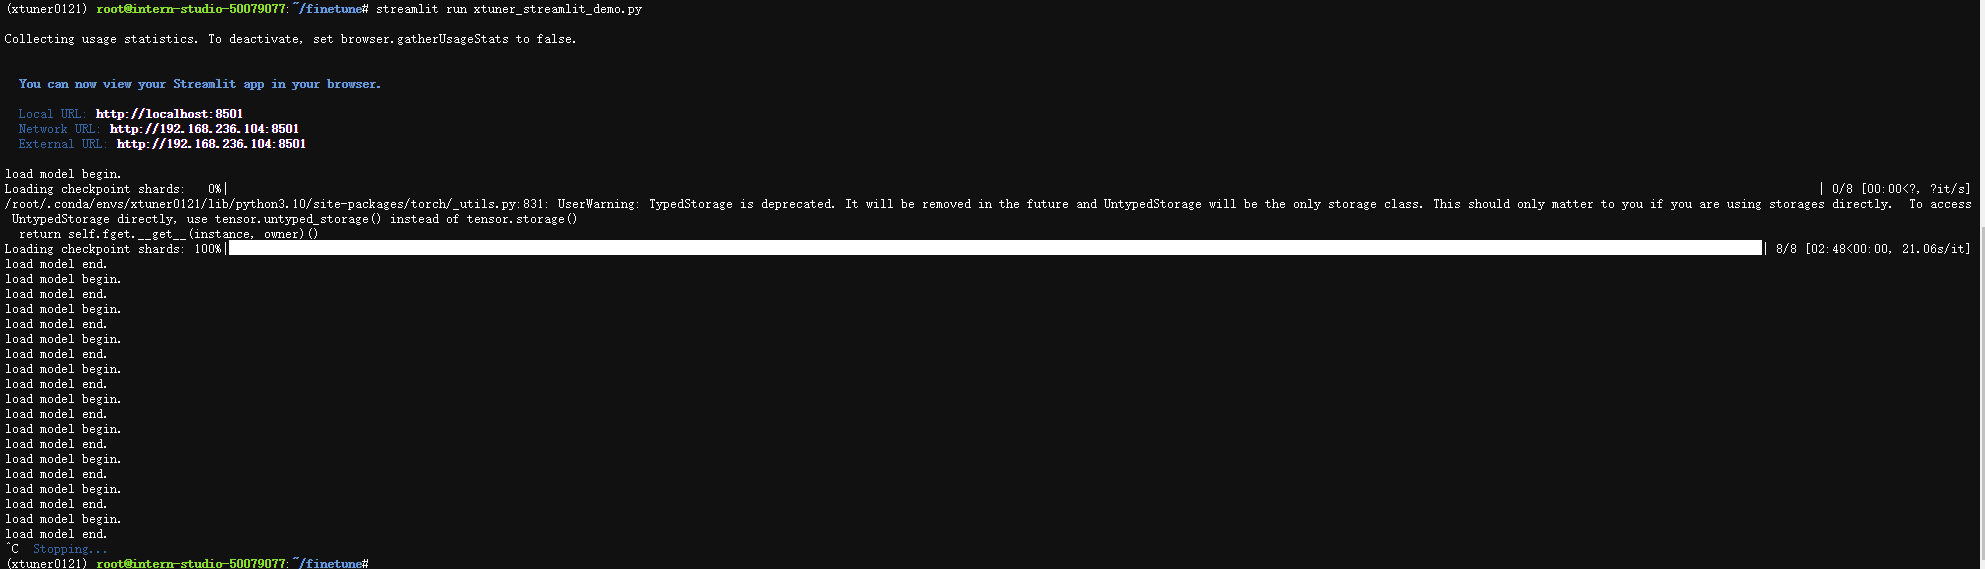 (xtuner0121) root@intern-studio-50079077:~/finetune# streamlit run xtuner_streamlit_demo.py
Collecting usage statistics. To deactivate, set browser.gatherUsageStats to false.
You can now view your Streamlit app in your browser.
Local URL: http://localhost:8501
Network URL: http://192.168.236.104:8501
External URL: http://192.168.236.104:8501
load model begin.
Loading checkpoint shards:   0%|                                                  | 0/8 [00:00<?, ?it/s]
/root/.conda/envs/xtuner0121/lib/python3.10/site-packages/torch/_utils.py:831: UserWarning: TypedStorage is deprecated. It will be removed in the future and UntypedStorage will be the only storage class. This should only matter to you if you are using storages directly.  To access
 UntypedStorage directly, use tensor.untyped_storage() instead of tensor.storage()
  return self.fget.__get__(instance, owner)()
Loading checkpoint shards: 100%|██████████| 8/8 [02:48<00:00, 21.06s/it]
load model end.
load model begin.
load model end.
load model begin.
load model end.
load model begin.
load model end.
load model begin.
load model end.
load model begin.
load model end.
load model begin.
load model end.
load model begin.
load model end.
load model begin.
load model end.
load model begin.
load model end.
^C  Stopping...
(xtuner0121) root@intern-studio-50079077:~/finetune#